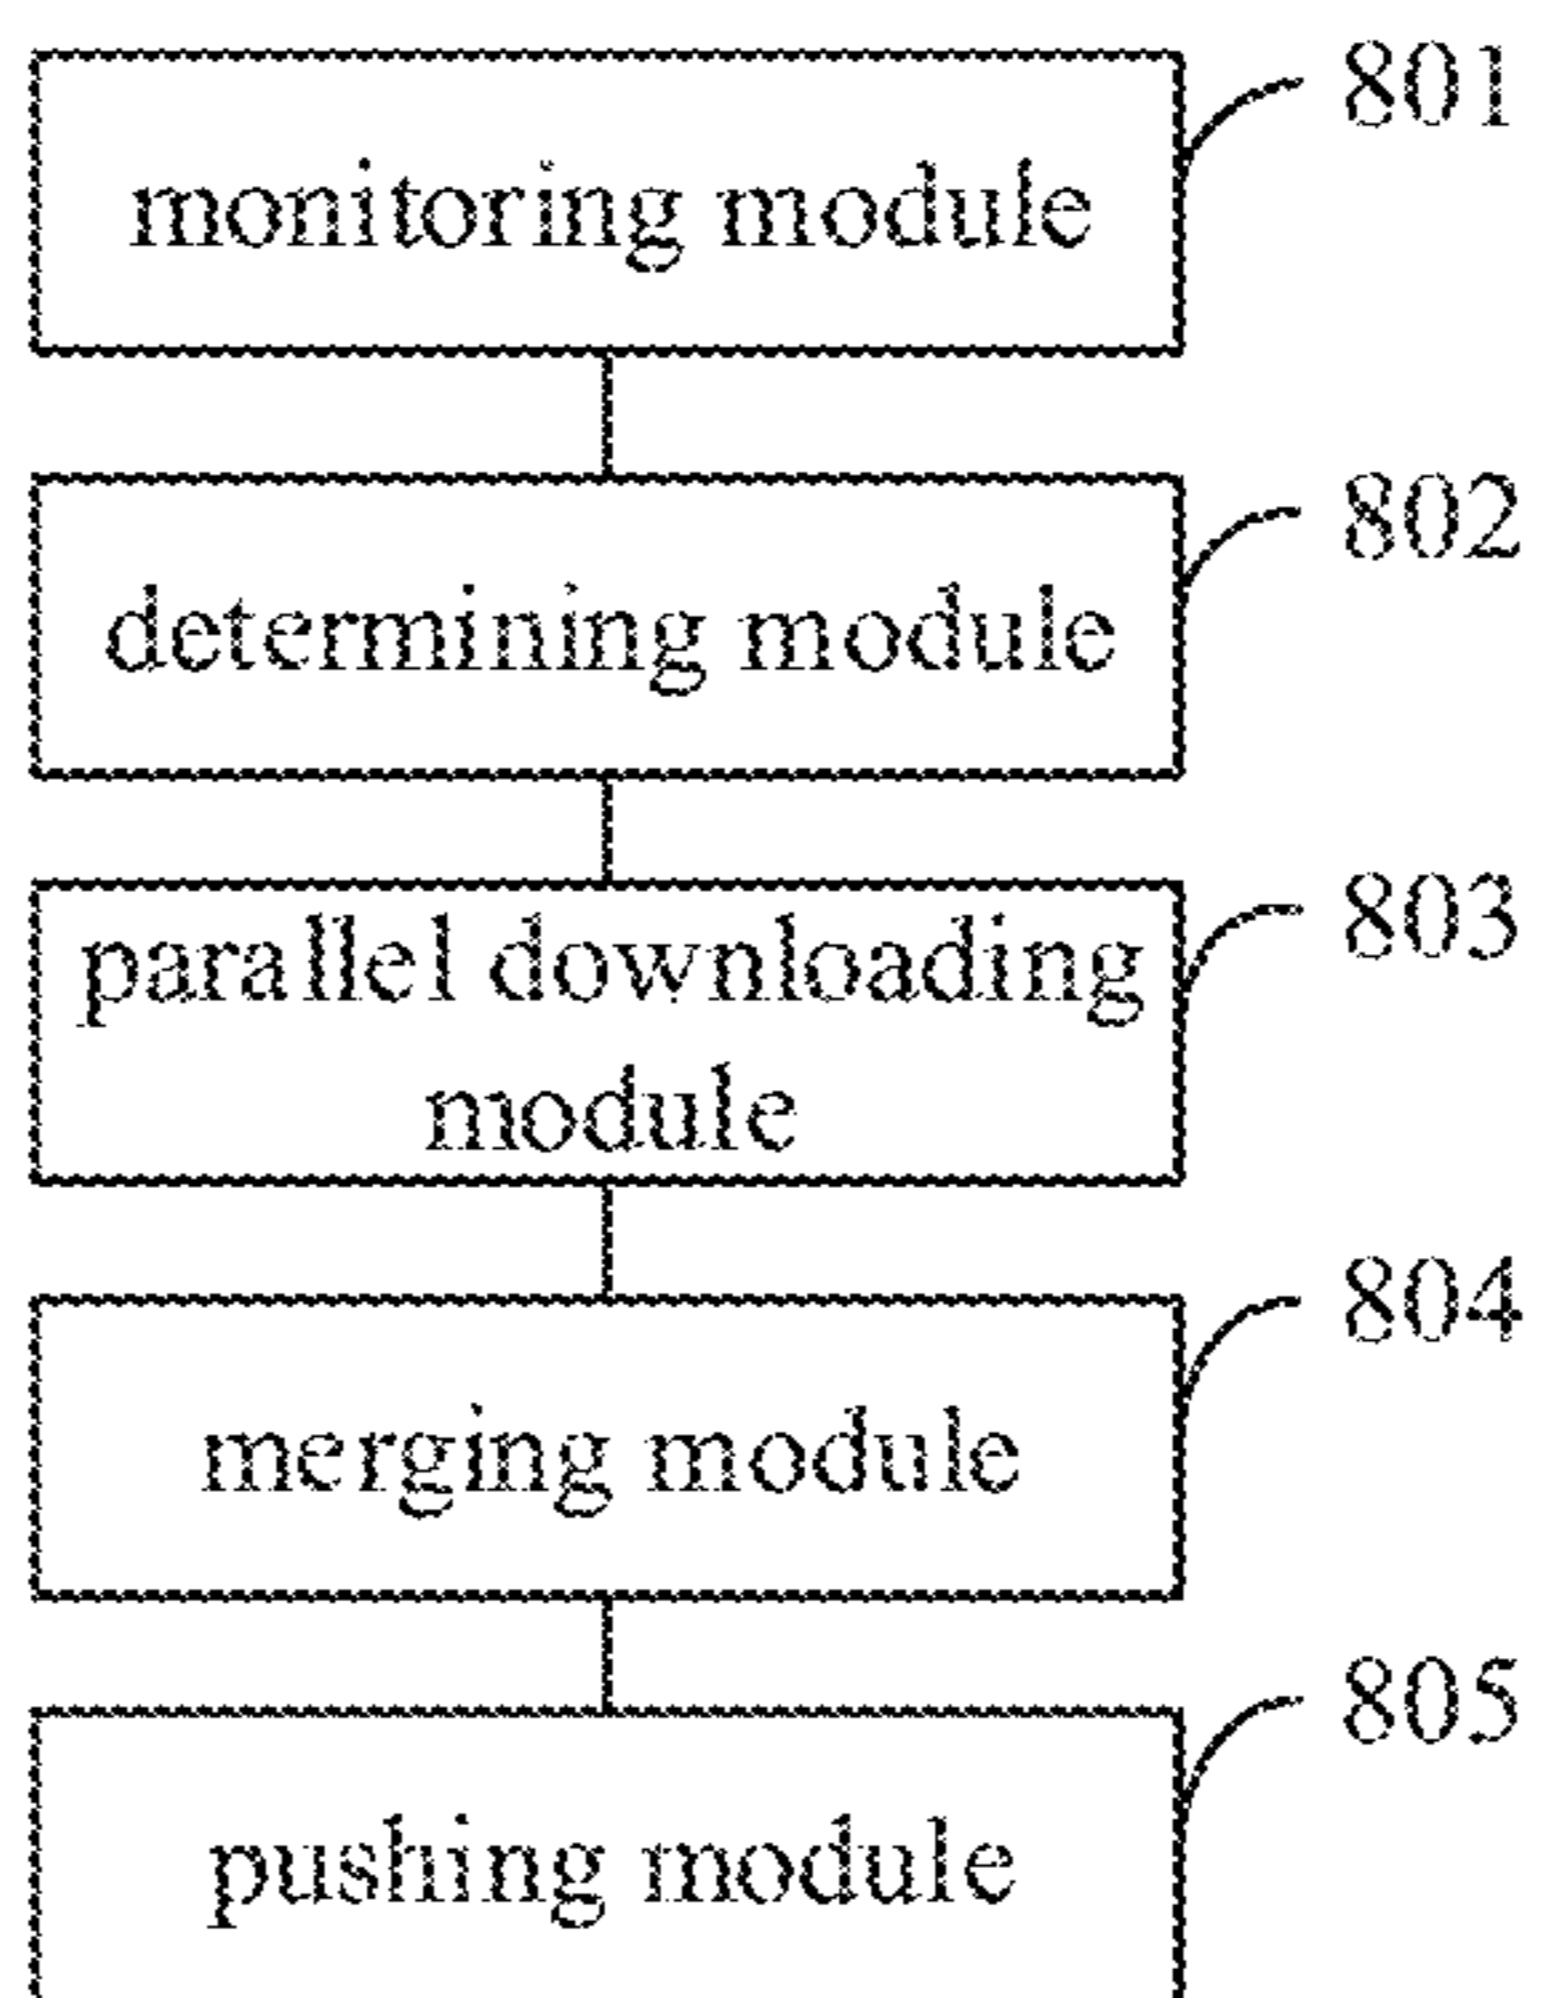 801
monitoring module
802
determining module
803
parallel downloading
module
804
merging module
805
pushing module